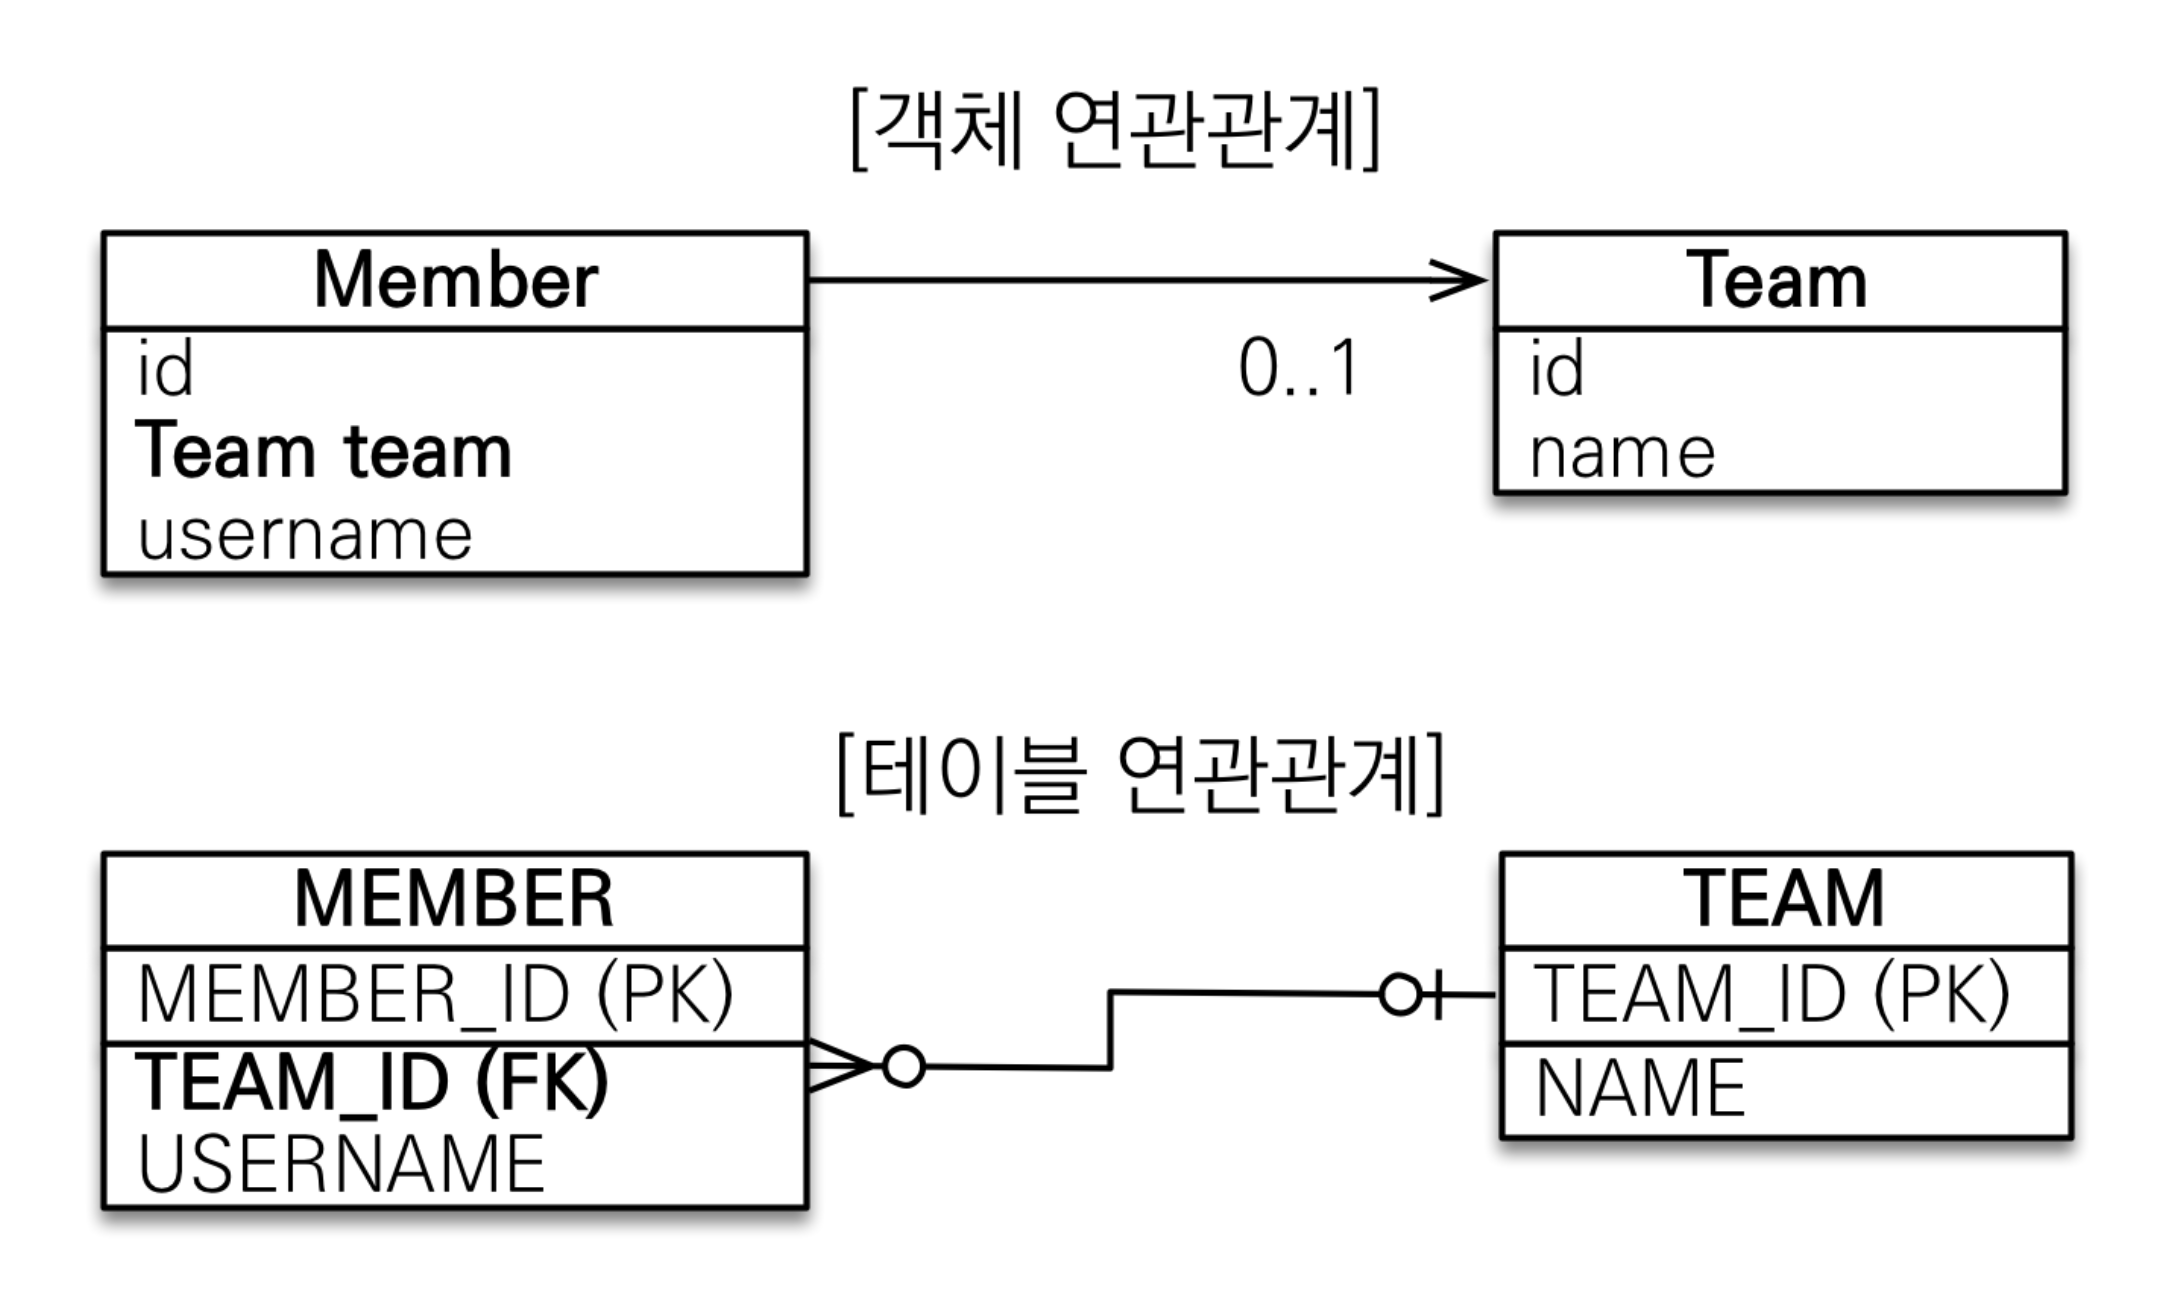 [객체 연관관계]
Member
id
Team team
username
0..1
Team
id
name
[테이블 연관관계]
MEMBER
MEMBER_ID (PK)
TEAM_ID (FK)
USERNAME
TEAM
TEAM_ID (PK)
NAME